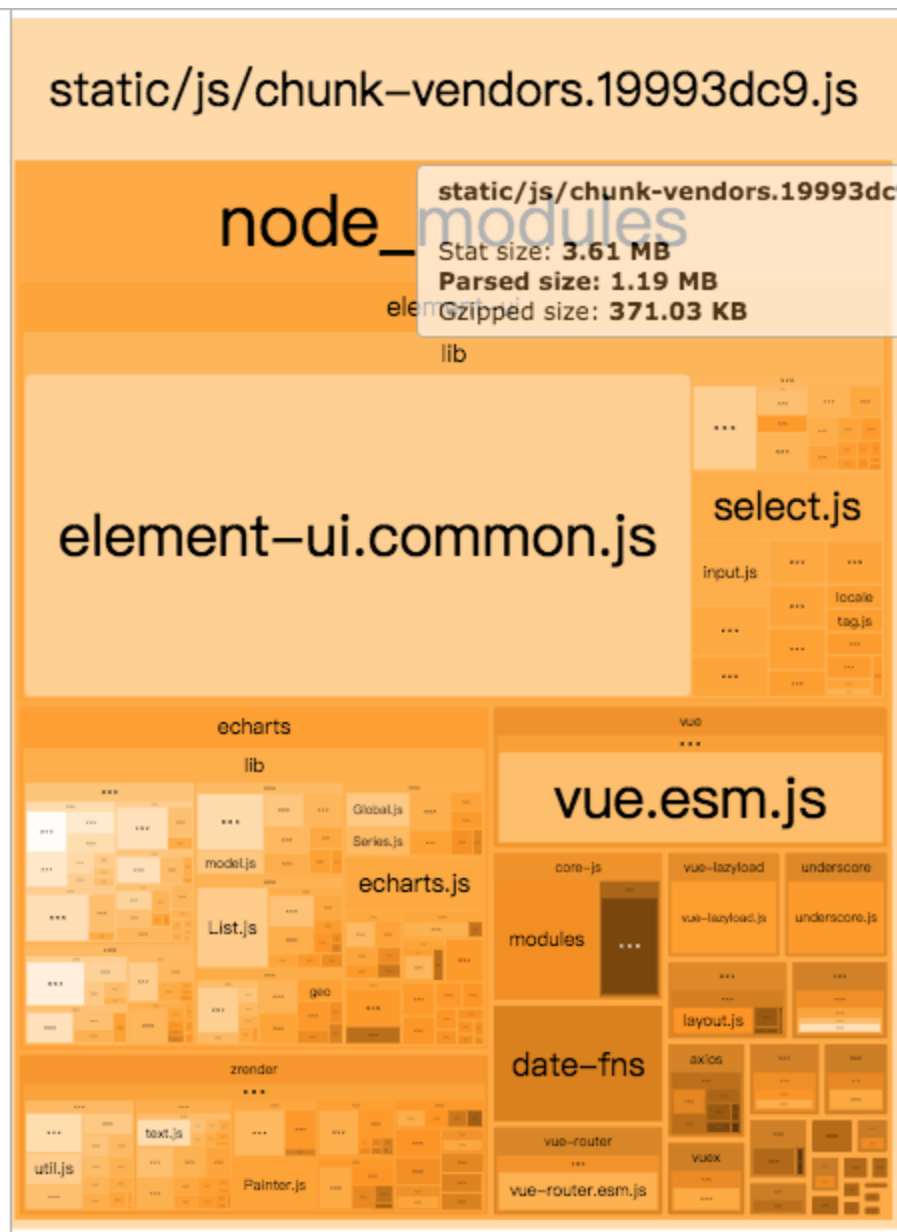 static/js/chunk-vendors.19993dc9.js
node_modules
static/js/chunk-vendors.19993dc
Stat size: 3.61 MB
Parsed size: 1.19 MB
Gzipped size: 371.03 KB
element-ui
lib
element-ui.common.js
select.js
input.js
locale
tag.js
echarts
lib
Global.js
Series.js
model.js
echarts.js
List.js
geo
vue
vue.esm.js
core-js
modules
vue-lazyload
vue-lazyload.js
underscore
underscore.js
layout.js
date-fns
axios
vue-router
vue-router.esm.js
vuex
zrender
text.js
util.js
Painter.js